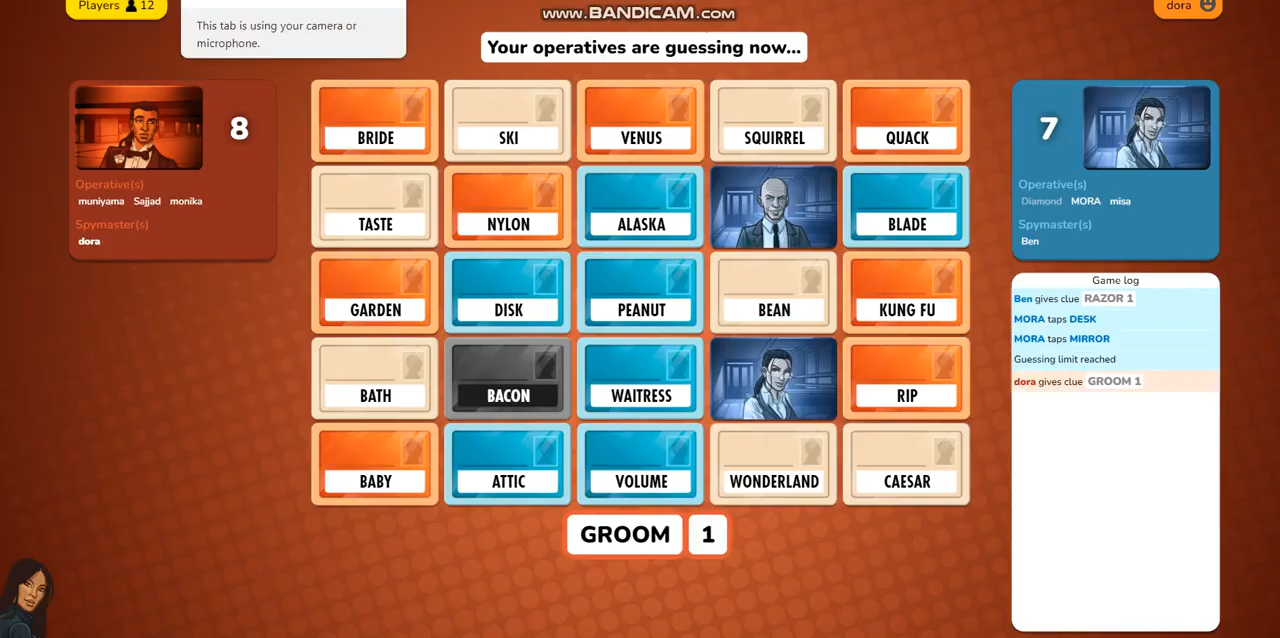 www.BANDICAM.com
Players 12
dora
This tab is using your camera or
microphone.
Your operatives are guessing now...
8
Operative(s)
muniyama Sajjad monika
Spymaster(s)
dora
BRIDE SKI VENUS SQUIRREL QUACK
TASTE NYLON ALASKA BLADE
GARDEN DISK PEANUT BEAN KUNG FU
BATH BACON WAITRESS RIP
BABY ATTIC VOLUME WONDERLAND CAESAR
GROOM 1
7
Operative(s)
Diamond MORA misa
Spymaster(s)
Ben
Game log
Ben gives clue RAZOR 1
MORA taps DESK
MORA taps MIRROR
Guessing limit reached
dora gives clue GROOM 1